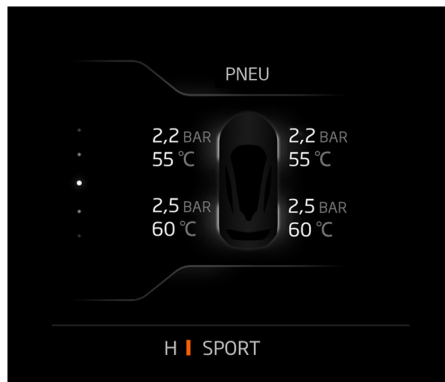 PNEU
2,2 BAR 2,2 BAR
55 °C 55 °C
2,5 BAR 2,5 BAR
60 °C 60 °C
H SPORT